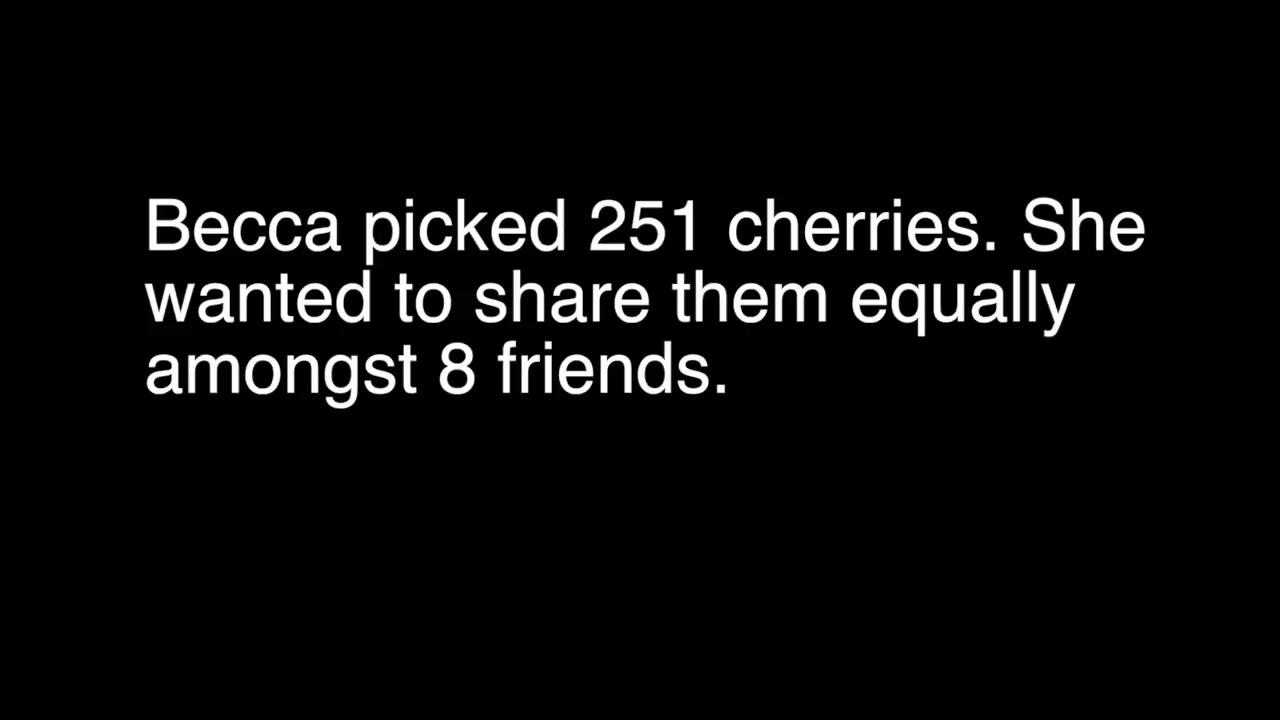 Becca picked 251 cherries. She
wanted to share them equally
amongst 8 friends.